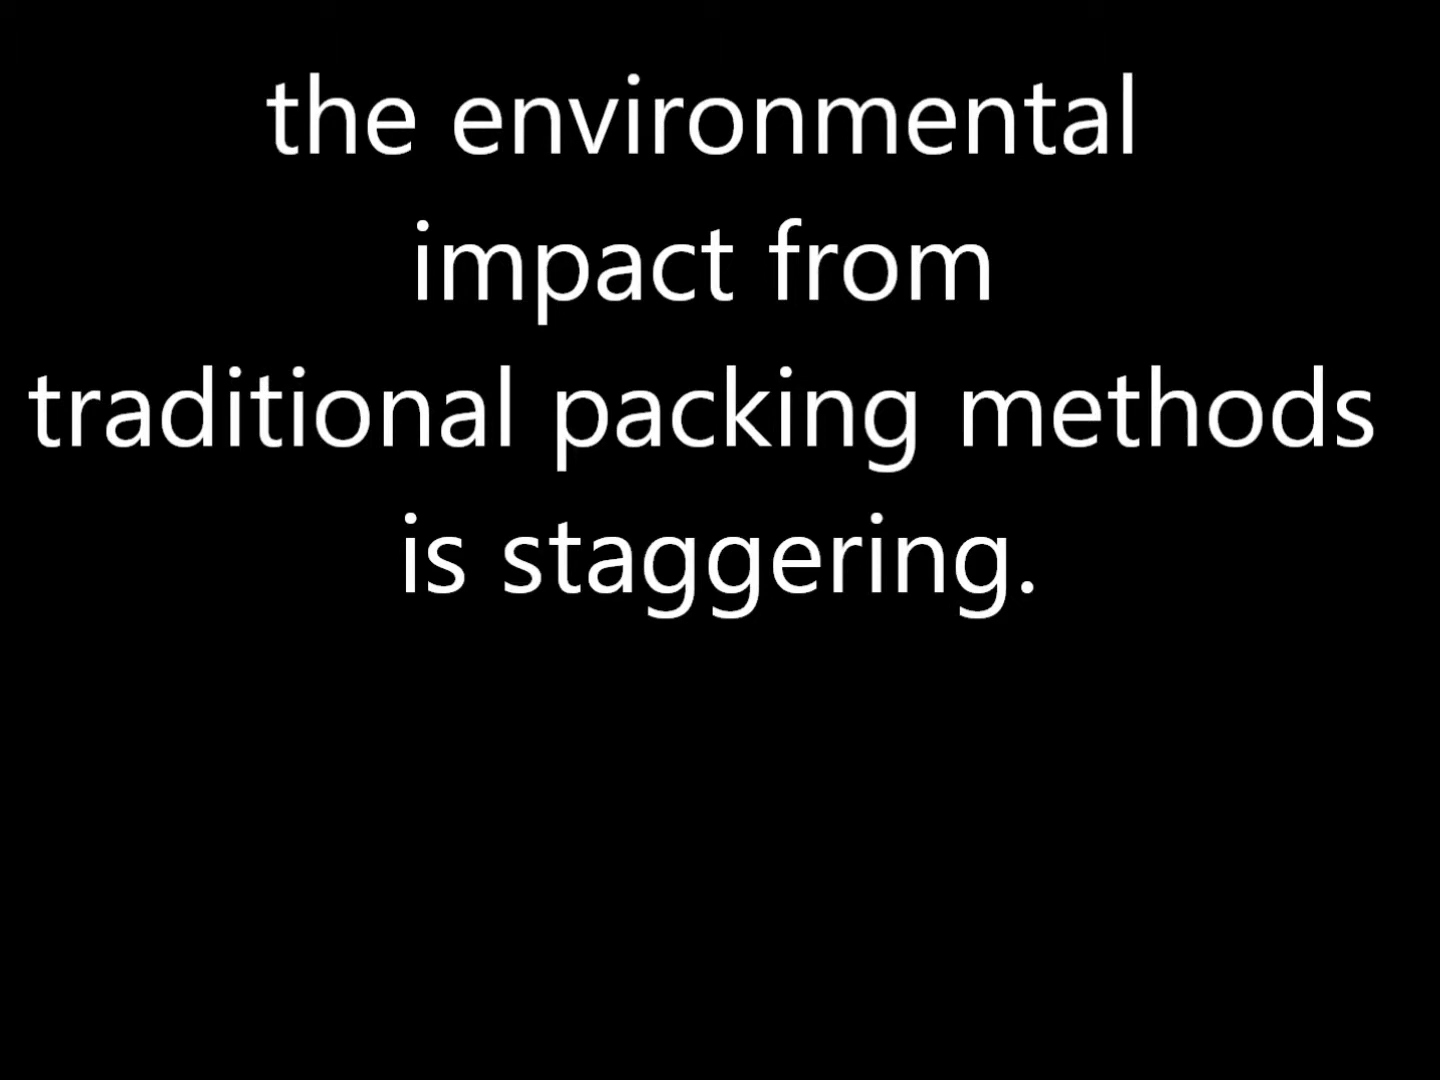 the environmental
impact from
traditional packing methods
is staggering.